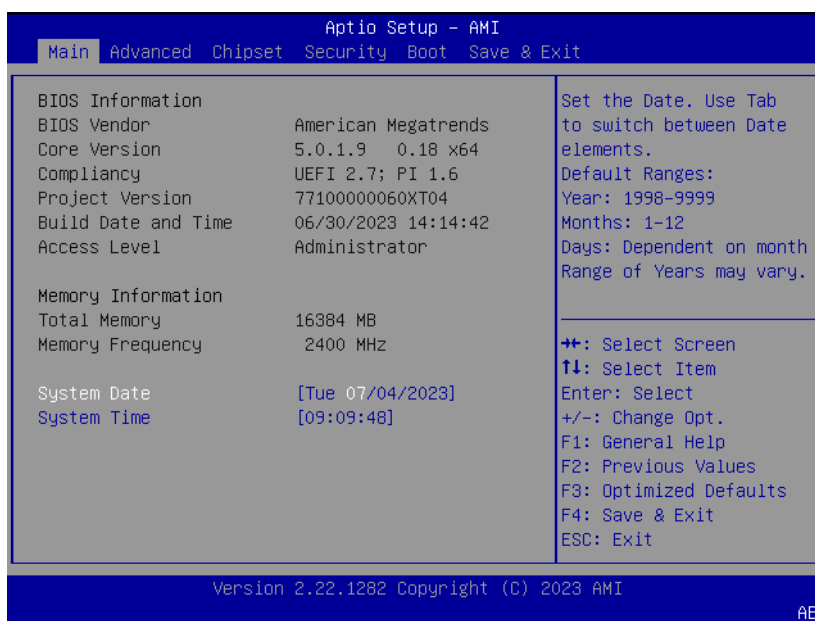 Aptio Setup – AMI
Main Advanced Chipset Security Boot Save & Exit
BIOS Information
BIOS Vendor American Megatrends
Core Version 5.0.1.9 0.18 x64
Compliancy UEFI 2.7; PI 1.6
Project Version 77100000060XT04
Build Date and Time 06/30/2023 14:14:42
Access Level Administrator
Memory Information
Total Memory 16384 MB
Memory Frequency 2400 MHz
System Date [Tue 07/04/2023]
System Time [09:09:48]
Set the Date. Use Tab
to switch between Date
elements.
Default Ranges:
Year: 1998-9999
Months: 1-12
Days: Dependent on month
Range of Years may vary.
→←: Select Screen
↑↓: Select Item
Enter: Select
+/-: Change Opt.
F1: General Help
F2: Previous Values
F3: Optimized Defaults
F4: Save & Exit
ESC: Exit
Version 2.22.1282 Copyright (C) 2023 AMI
AB